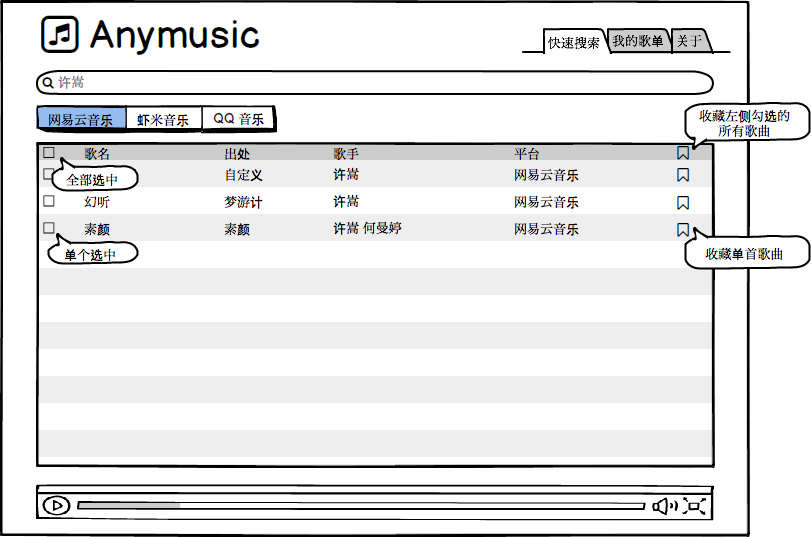 Anymusic
快速搜索 我的歌单 关于
许嵩
网易云音乐 虾米音乐 QQ 音乐
收藏左侧勾选的
所有歌曲
歌名 出处 歌手 平台
全部选中
自定义 许嵩 网易云音乐
幻听 梦游计 许嵩 网易云音乐
素颜 素颜 许嵩 何曼婷 网易云音乐
单个选中
收藏单首歌曲